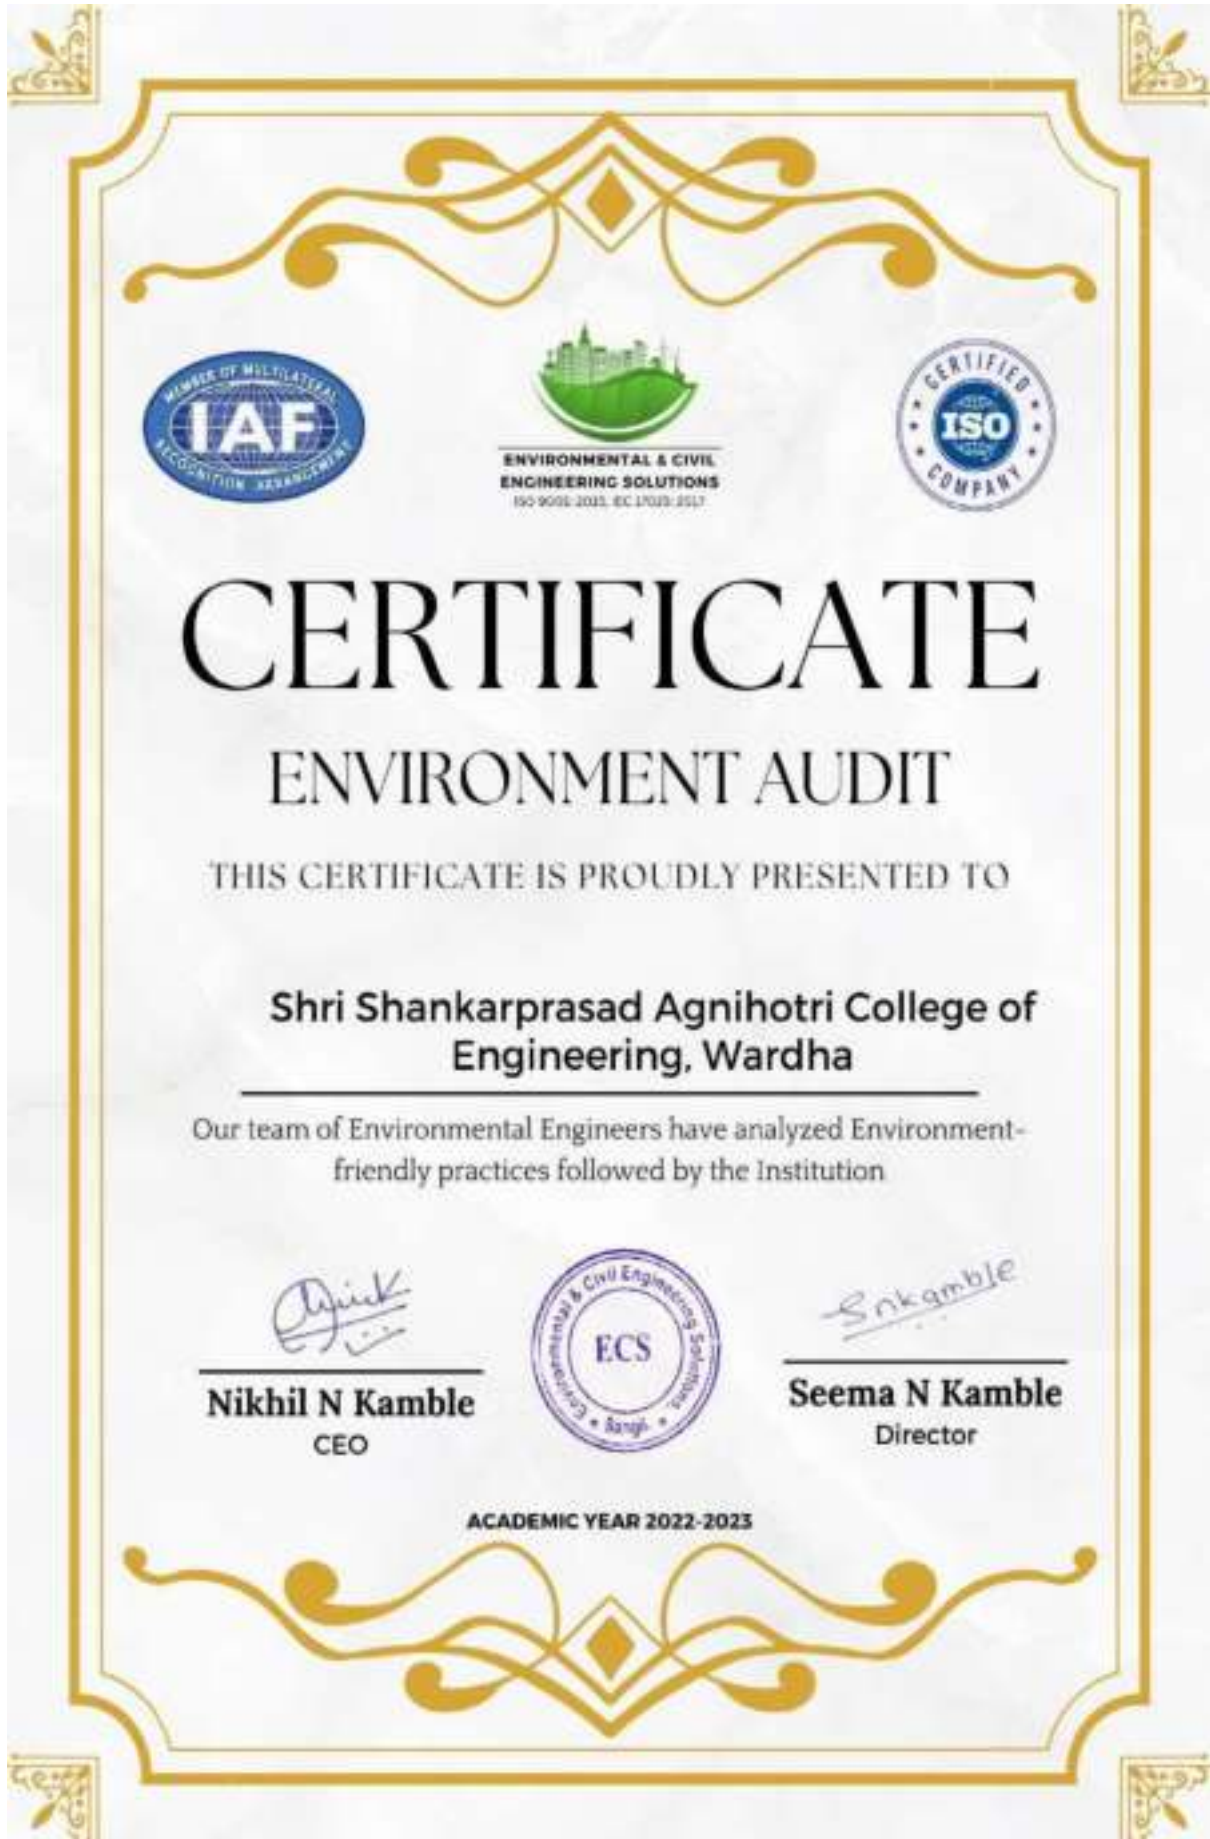 MEMBER OF MULTILATERAL
IAF
RECOGNITION ARRANGEMENT
ENVIRONMENTAL & CIVIL
ENGINEERING SOLUTIONS
CERTIFIED
ISO
COMPANY
CERTIFICATE
ENVIRONMENT AUDIT
THIS CERTIFICATE IS PROUDLY PRESENTED TO
Shri Shankarprasad Agnihotri College of
Engineering, Wardha
Our team of Environmental Engineers have analyzed Environment-
friendly practices followed by the Institution
Snkamble
Environmental & Civil Engineering Solutions,
ECS
Nikhil N Kamble
CEO
Seema N Kamble
Director
ACADEMIC YEAR 2022-2023